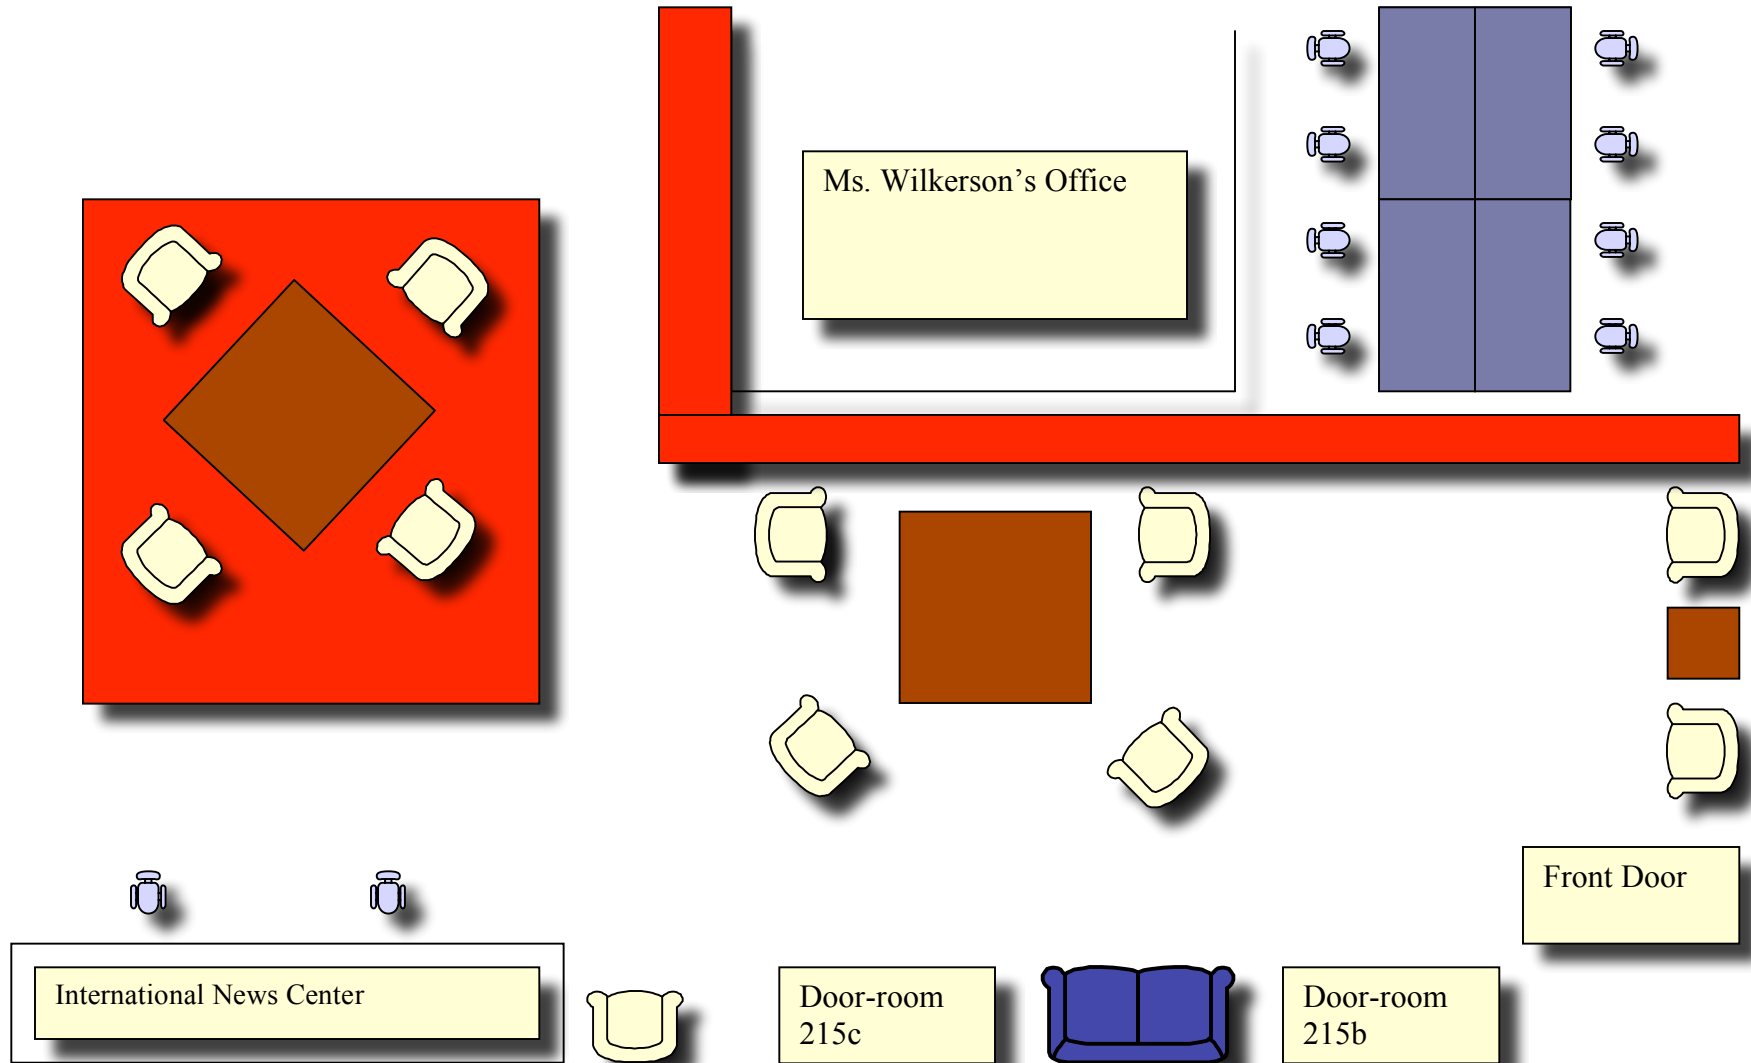 Ms. Wilkerson’s Office
Front Door
International News Center
Door-room
215c
Door-room
215b